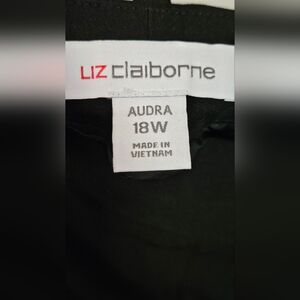 LIZ claiborne
AUDRA
18W
MADE IN
VIETNAM